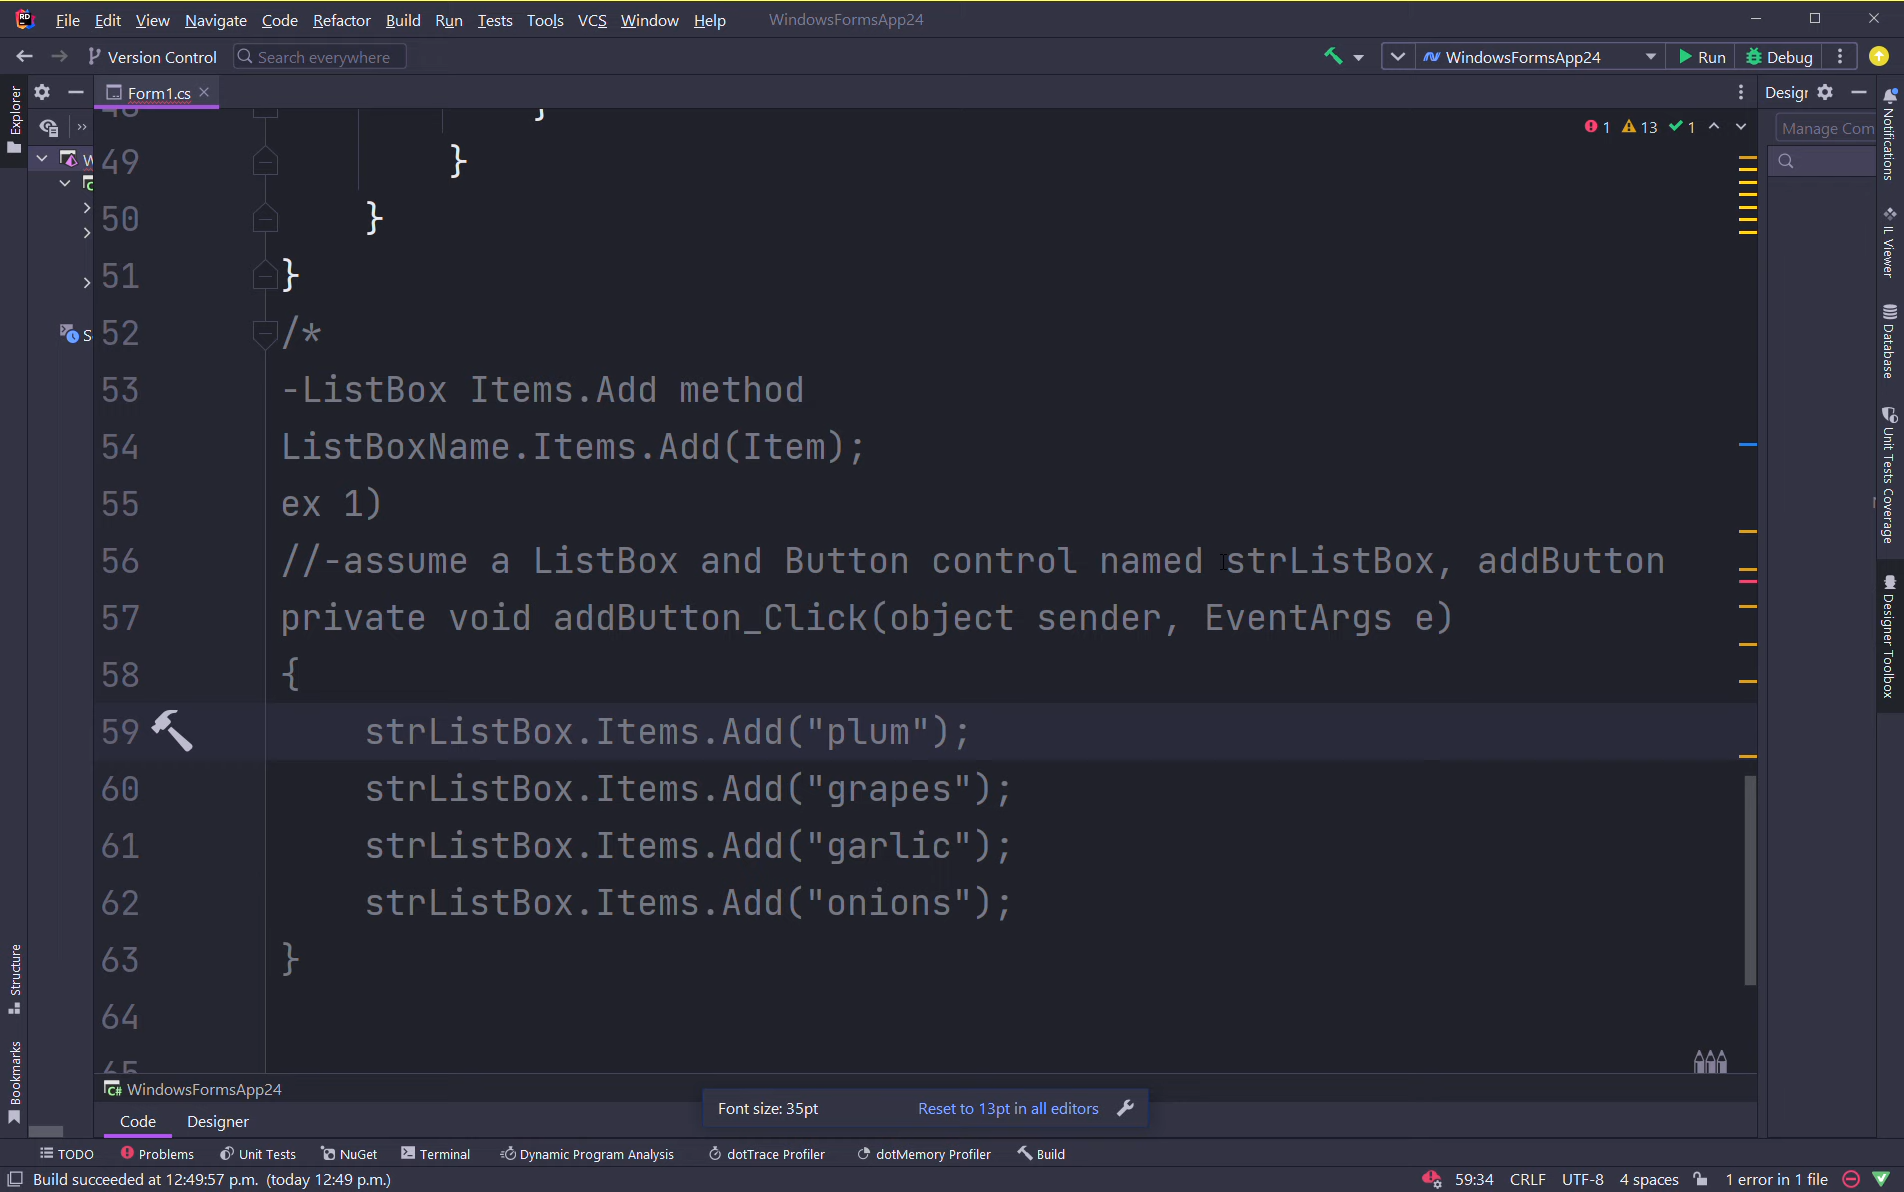 File Edit View Navigate Code Refactor Build Run Tests Tools VCS Window Help WindowsFormsApp24
Version Control Search everywhere WindowsFormsApp24 Run Debug
Explorer
Form1.cs
Design
1 13 1
Manage Com
Notifications
IL Viewer
Database
Unit Tests Coverage
Designer Toolbox
48 }
49 }
50 }
51 }
52 /*
53 -ListBox Items.Add method
54 ListBoxName.Items.Add(Item);
55 ex 1)
56 //-assume a ListBox and Button control named strListBox, addButton
57 private void addButton_Click(object sender, EventArgs e)
58 {
59 strListBox.Items.Add("plum");
60 strListBox.Items.Add("grapes");
61 strListBox.Items.Add("garlic");
62 strListBox.Items.Add("onions");
63 }
64
65
Structure
Bookmarks
C# WindowsFormsApp24
Font size: 35pt Reset to 13pt in all editors
Code Designer
TODO Problems Unit Tests NuGet Terminal Dynamic Program Analysis dotTrace Profiler dotMemory Profiler Build
Build succeeded at 12:49:57 p.m. (today 12:49 p.m.) 59:34 CRLF UTF-8 4 spaces 1 error in 1 file